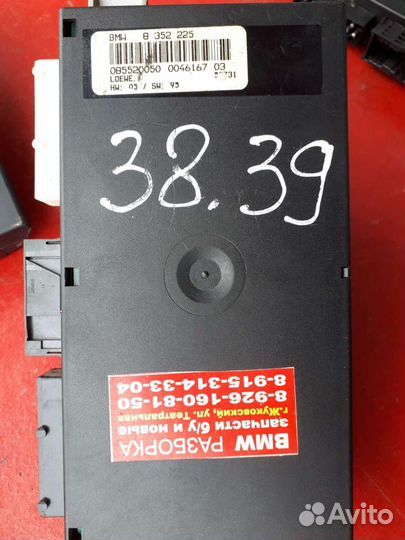 BMW 8 352 225
085520050 0046167 03
LOEWE.
HW: 05 / SW: 95
38.39
BMW РАЗБОРКА
запчасти б/у и новые
г.Жуковский, ул. Театральная
8-926-160-81-50
8-915-314-33-04
Avito